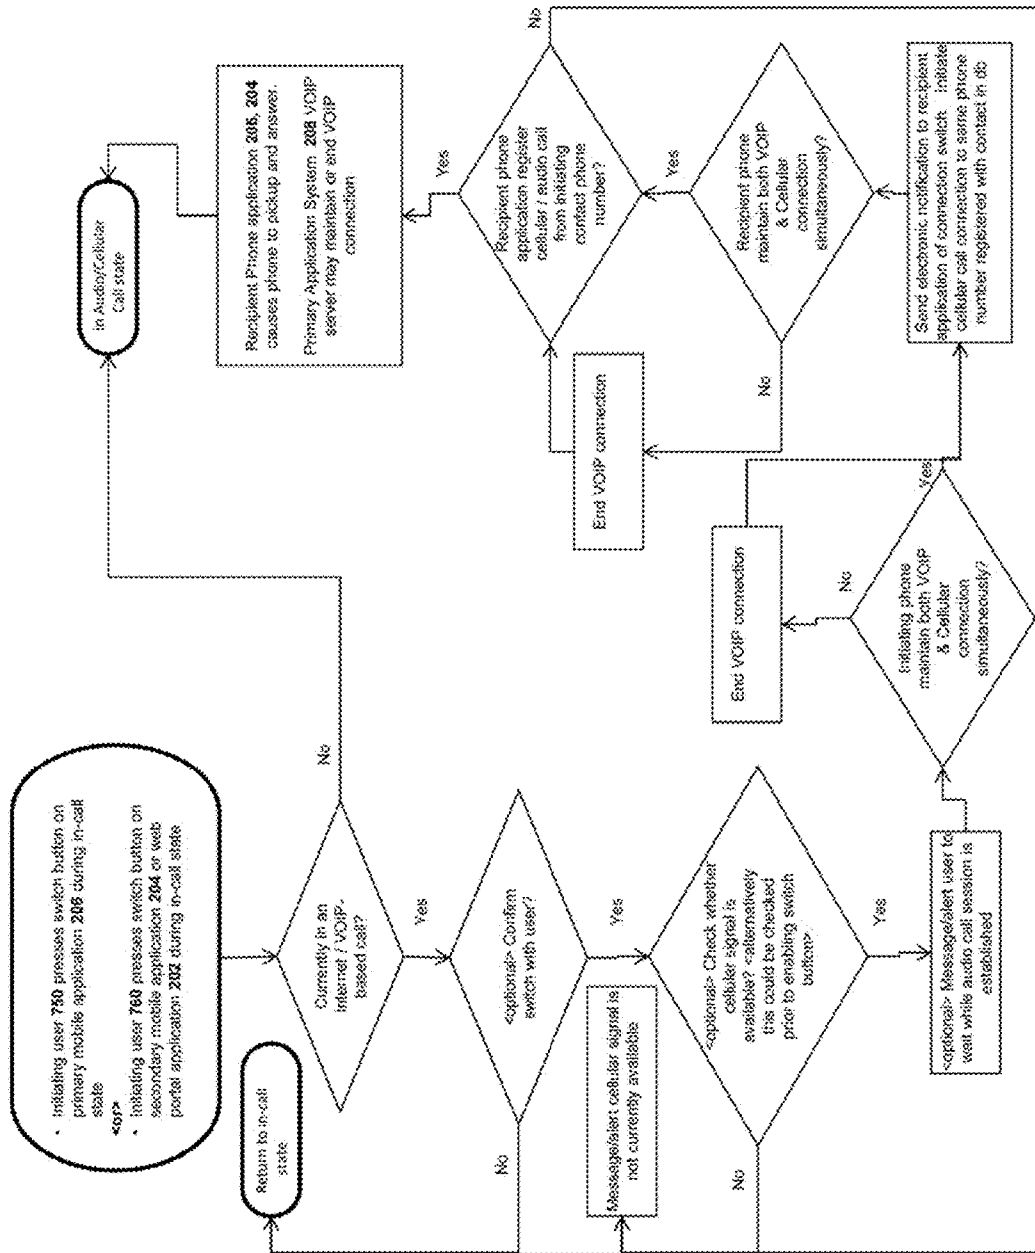 • Initiating user 750 presses switch button on
primary mobile application 206 during in-call
state
<or>
• Initiating user 760 presses switch button on
secondary mobile application 204 or web
portal application 202 during in-call state
Return to in-call
state
Currently in an
Internet / VOIP-
based call?
No
Yes
In Audio/Cellular
Call state
<optional> Confirm
switch with user?
No
Yes
Message/alert cellular signal is
not currently available
<optional> Check whether
cellular signal is
available? <alternatively
this could be checked
prior to enabling switch
button>
No
Yes
<optional> Message/alert user to
wait while audio call session is
established
Initiating phone
maintain both VOIP
& Cellular
connection
simultaneously?
No
Yes
End VOIP connection
Send electronic notification to recipient
application of connection switch initiate
cellular call connection to same phone
number registered with contact in db
Recipient phone
maintain both VOIP
& Cellular
connection
simultaneously?
No
Yes
End VOIP connection
Recipient phone
application register
cellular / audio call
from initiating
contact phone
number?
No
Yes
Recipient Phone application 206, 204
causes phone to pickup and answer.
Primary Application System 208 VOIP
server may maintain or end VOIP
connection